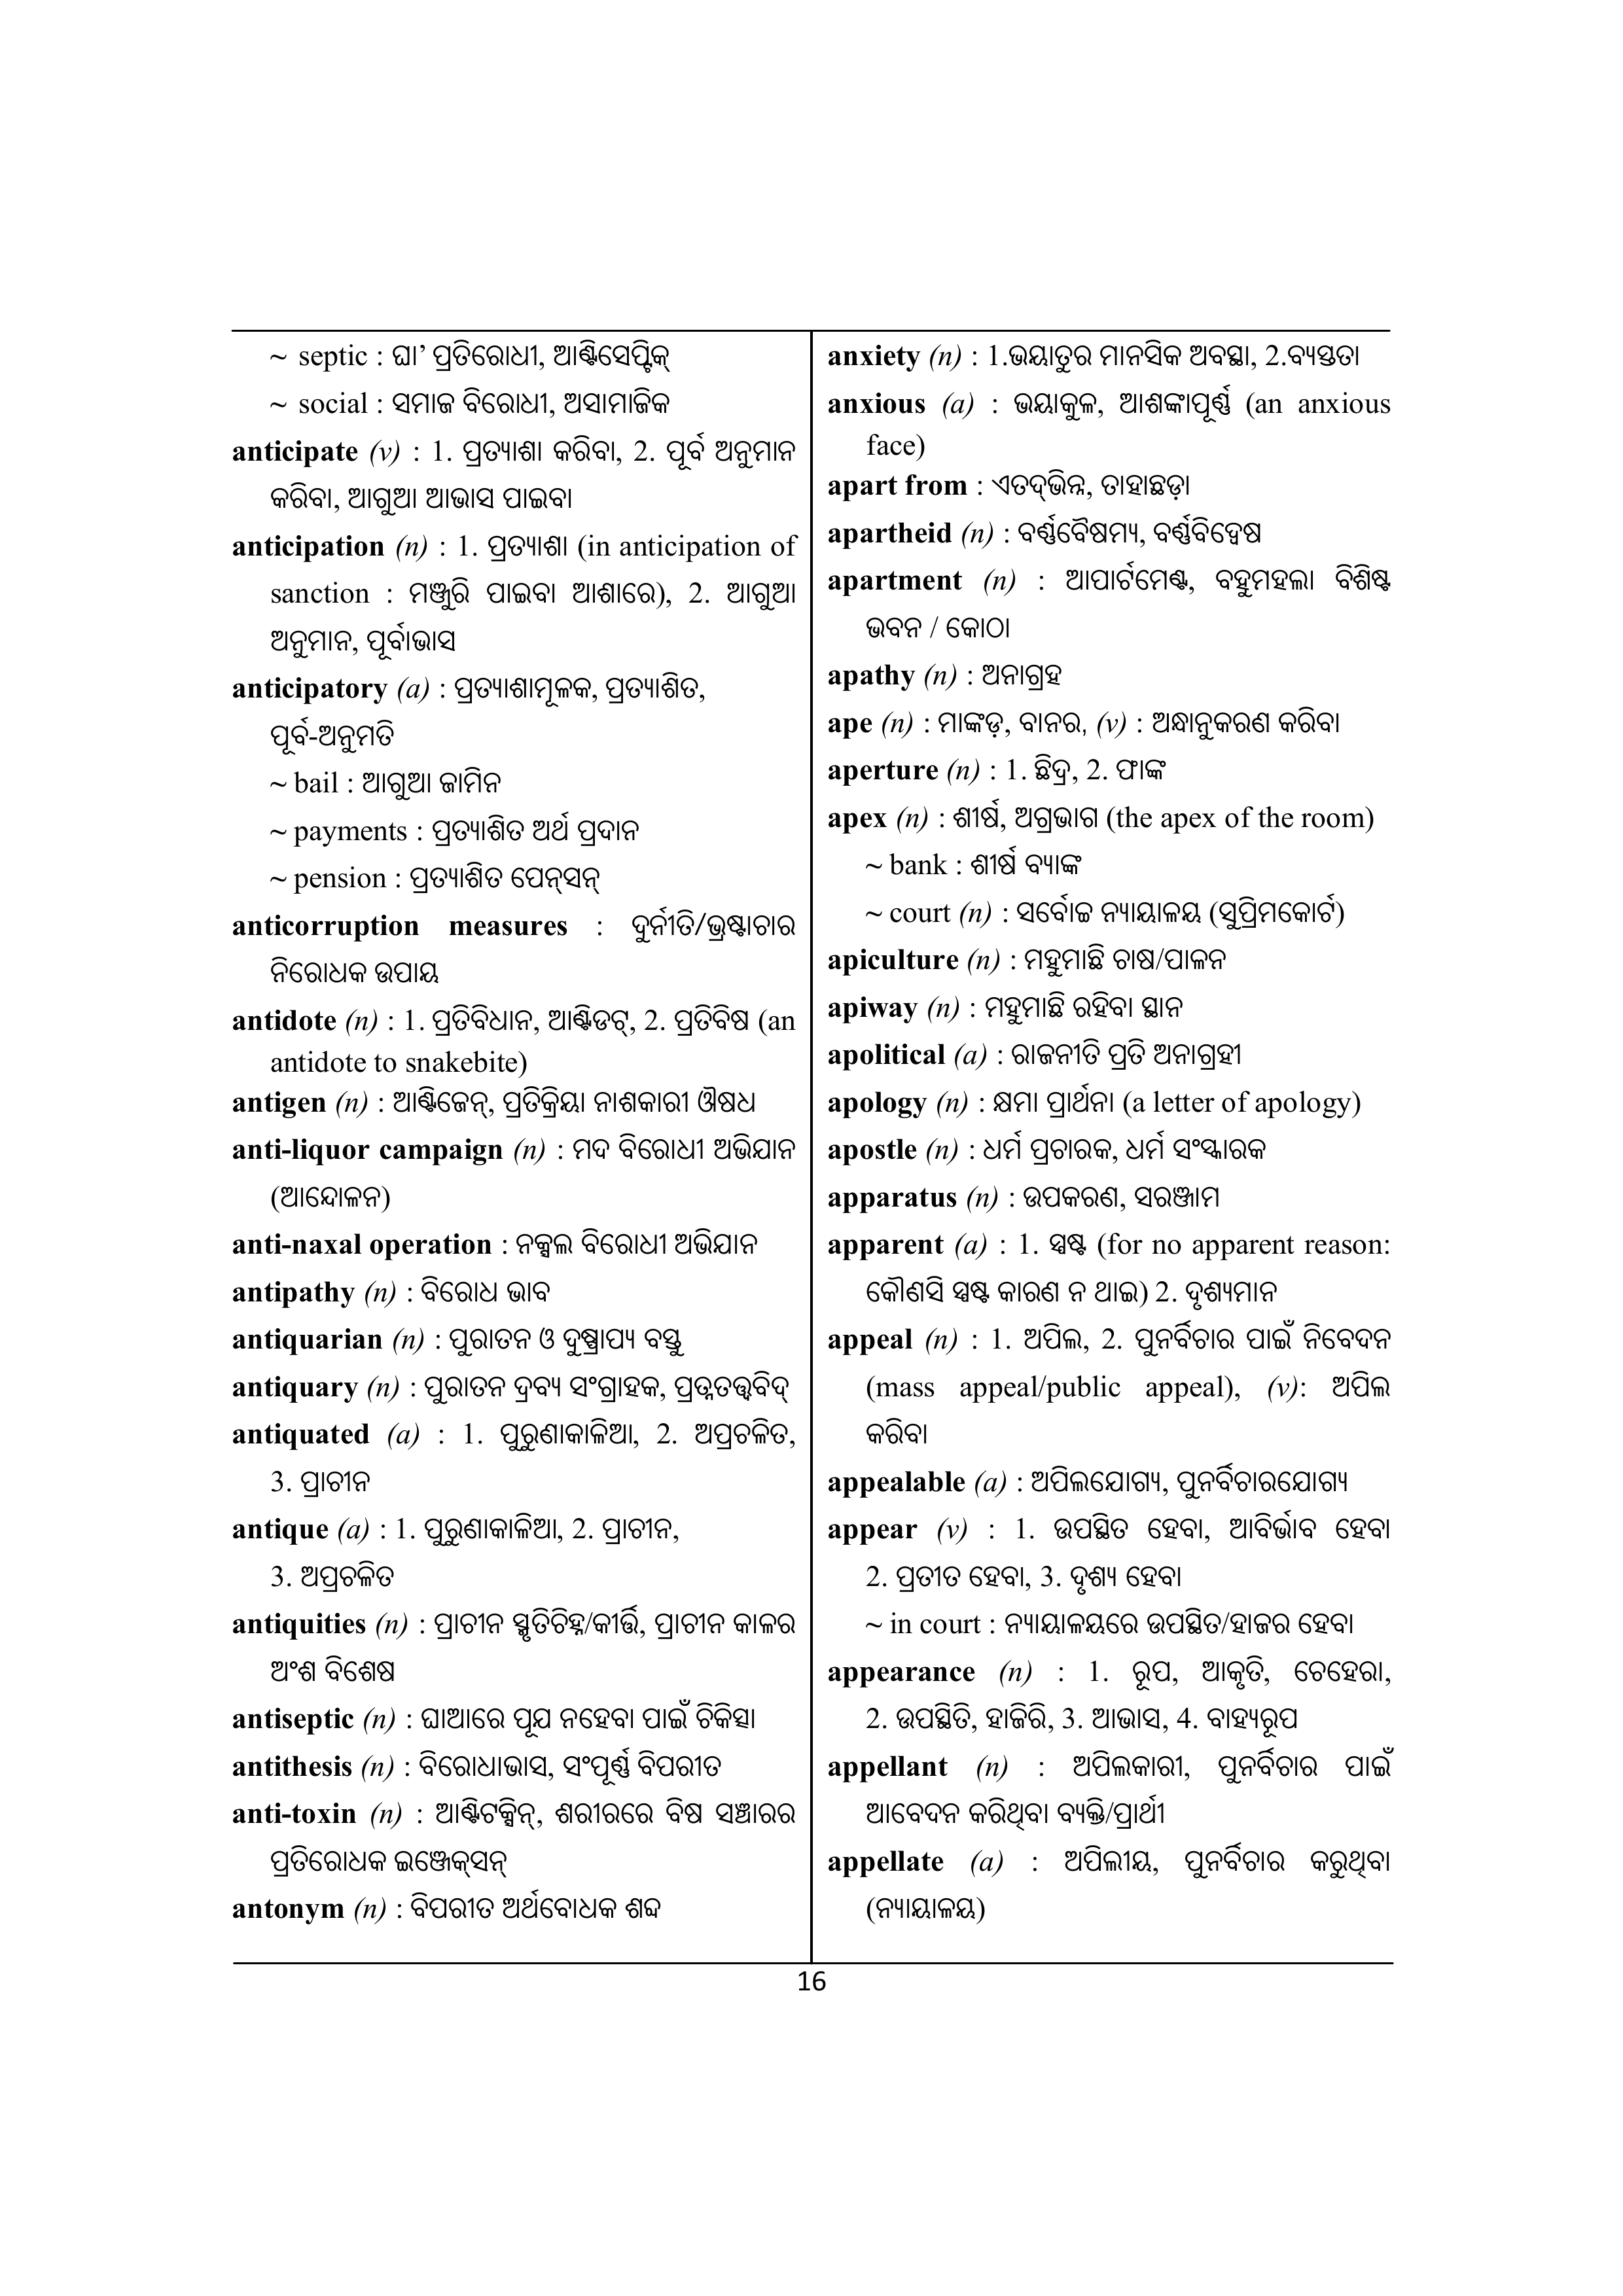 ~ septic : ଘା’ ପ୍ରତିରୋଧୀ, ଆଣ୍ଟିସେପ୍ଟିକ୍
~ social : ସମାଜ ବିରୋଧୀ, ଅସାମାଜିକ
anticipate (v) : 1. ପ୍ରତ୍ୟାଶା କରିବା, 2. ପୂର୍ବ ଅନୁମାନ
କରିବା, ଆଗୁଆ ଆଭାସ ପାଇବା
anticipation (n) : 1. ପ୍ରତ୍ୟାଶା (in anticipation of
sanction : ମଞ୍ଜୁରି ପାଇବା ଆଶାରେ), 2. ଆଗୁଆ
ଅନୁମାନ, ପୂର୍ବାଭାସ
anticipatory (a) : ପ୍ରତ୍ୟାଶାମୂଳକ, ପ୍ରତ୍ୟାଶିତ,
ପୂର୍ବ-ଅନୁମତି
~ bail : ଆଗୁଆ ଜାମିନ
~ payments : ପ୍ରତ୍ୟାଶିତ ଅର୍ଥ ପ୍ରଦାନ
~ pension : ପ୍ରତ୍ୟାଶିତ ପେନ୍‌ସନ୍
anticorruption measures : ଦୁର୍ନୀତି/ଭ୍ରଷ୍ଟାଚାର
ନିରୋଧକ ଉପାୟ
antidote (n) : 1. ପ୍ରତିବିଧାନ, ଆଣ୍ଟିଡଟ୍, 2. ପ୍ରତିବିଷ (an
antidote to snakebite)
antigen (n) : ଆଣ୍ଟିଜେନ୍, ପ୍ରତିକ୍ରିୟା ନାଶକାରୀ ଔଷଧ
anti-liquor campaign (n) : ମଦ ବିରୋଧୀ ଅଭିଯାନ
(ଆନ୍ଦୋଳନ)
anti-naxal operation : ନକ୍ସଲ ବିରୋଧୀ ଅଭିଯାନ
antipathy (n) : ବିରୋଧ ଭାବ
antiquarian (n) : ପୁରାତନ ଓ ଦୁଷ୍ପ୍ରାପ୍ୟ ବସ୍ତୁ
antiquary (n) : ପୁରାତନ ଦ୍ରବ୍ୟ ସଂଗ୍ରାହକ, ପ୍ରତ୍ନତତ୍ତ୍ୱବିଦ୍
antiquated (a) : 1. ପୁରୁଣାକାଳିଆ, 2. ଅପ୍ରଚଳିତ,
3. ପ୍ରାଚୀନ
antique (a) : 1. ପୁରୁଣାକାଳିଆ, 2. ପ୍ରାଚୀନ,
3. ଅପ୍ରଚଳିତ
antiquities (n) : ପ୍ରାଚୀନ ସ୍ମୃତିଚିହ୍ନ/କୀର୍ତ୍ତି, ପ୍ରାଚୀନ କାଳର
ଅଂଶ ବିଶେଷ
antiseptic (n) : ଘାଆରେ ପୂଯ ନହେବା ପାଇଁ ଚିକିତ୍ସା
antithesis (n) : ବିରୋଧାଭାସ, ସଂପୂର୍ଣ୍ଣ ବିପରୀତ
anti-toxin (n) : ଆଣ୍ଟିଟକ୍ସିନ୍, ଶରୀରରେ ବିଷ ସଞ୍ଚାରର
ପ୍ରତିରୋଧକ ଇଞ୍ଜେକ୍‌ସନ୍
antonym (n) : ବିପରୀତ ଅର୍ଥବୋଧକ ଶବ୍ଦ
anxiety (n) : 1.ଭୟାତୁର ମାନସିକ ଅବସ୍ଥା, 2.ବ୍ୟସ୍ତତା
anxious (a) : ଭୟାକୁଳ, ଆଶଙ୍କାପୂର୍ଣ୍ଣ (an anxious
face)
apart from : ଏତଦ୍‌ଭିନ୍ନ, ତାହାଛଡ଼ା
apartheid (n) : ବର୍ଣ୍ଣବୈଷମ୍ୟ, ବର୍ଣ୍ଣବିଦ୍ୱେଷ
apartment (n) : ଆପାର୍ଟମେଣ୍ଟ, ବହୁମହଲା ବିଶିଷ୍ଟ
ଭବନ / କୋଠା
apathy (n) : ଅନାଗ୍ରହ
ape (n) : ମାଙ୍କଡ଼, ବାନର, (v) : ଅନ୍ଧାନୁକରଣ କରିବା
aperture (n) : 1. ଛିଦ୍ର, 2. ଫାଙ୍କ
apex (n) : ଶୀର୍ଷ, ଅଗ୍ରଭାଗ (the apex of the room)
~ bank : ଶୀର୍ଷ ବ୍ୟାଙ୍କ
~ court (n) : ସର୍ବୋଚ୍ଚ ନ୍ୟାୟାଳୟ (ସୁପ୍ରିମକୋର୍ଟ)
apiculture (n) : ମହୁମାଛି ଚାଷ/ପାଳନ
apiway (n) : ମହୁମାଛି ରହିବା ସ୍ଥାନ
apolitical (a) : ରାଜନୀତି ପ୍ରତି ଅନାଗ୍ରହୀ
apology (n) : କ୍ଷମା ପ୍ରାର୍ଥନା (a letter of apology)
apostle (n) : ଧର୍ମ ପ୍ରଚାରକ, ଧର୍ମ ସଂସ୍କାରକ
apparatus (n) : ଉପକରଣ, ସରଞ୍ଜାମ
apparent (a) : 1. ସ୍ପଷ୍ଟ (for no apparent reason:
କୌଣସି ସ୍ପଷ୍ଟ କାରଣ ନ ଥାଇ) 2. ଦୃଶ୍ୟମାନ
appeal (n) : 1. ଅପିଲ, 2. ପୁନର୍ବିଚାର ପାଇଁ ନିବେଦନ
(mass appeal/public appeal), (v): ଅପିଲ
କରିବା
appealable (a) : ଅପିଲଯୋଗ୍ୟ, ପୁନର୍ବିଚାରଯୋଗ୍ୟ
appear (v) : 1. ଉପସ୍ଥିତ ହେବା, ଆବିର୍ଭାବ ହେବା
2. ପ୍ରତୀତ ହେବା, 3. ଦୃଶ୍ୟ ହେବା
~ in court : ନ୍ୟାୟାଳୟରେ ଉପସ୍ଥିତ/ହାଜର ହେବା
appearance (n) : 1. ରୂପ, ଆକୃତି, ଚେହେରା,
2. ଉପସ୍ଥିତି, ହାଜିରି, 3. ଆଭାସ, 4. ବାହ୍ୟରୂପ
appellant (n) : ଅପିଲକାରୀ, ପୁନର୍ବିଚାର ପାଇଁ
ଆବେଦନ କରିଥିବା ବ୍ୟକ୍ତି/ପ୍ରାର୍ଥୀ
appellate (a) : ଅପିଲୀୟ, ପୁନର୍ବିଚାର କରୁଥିବା
(ନ୍ୟାୟାଳୟ)
16